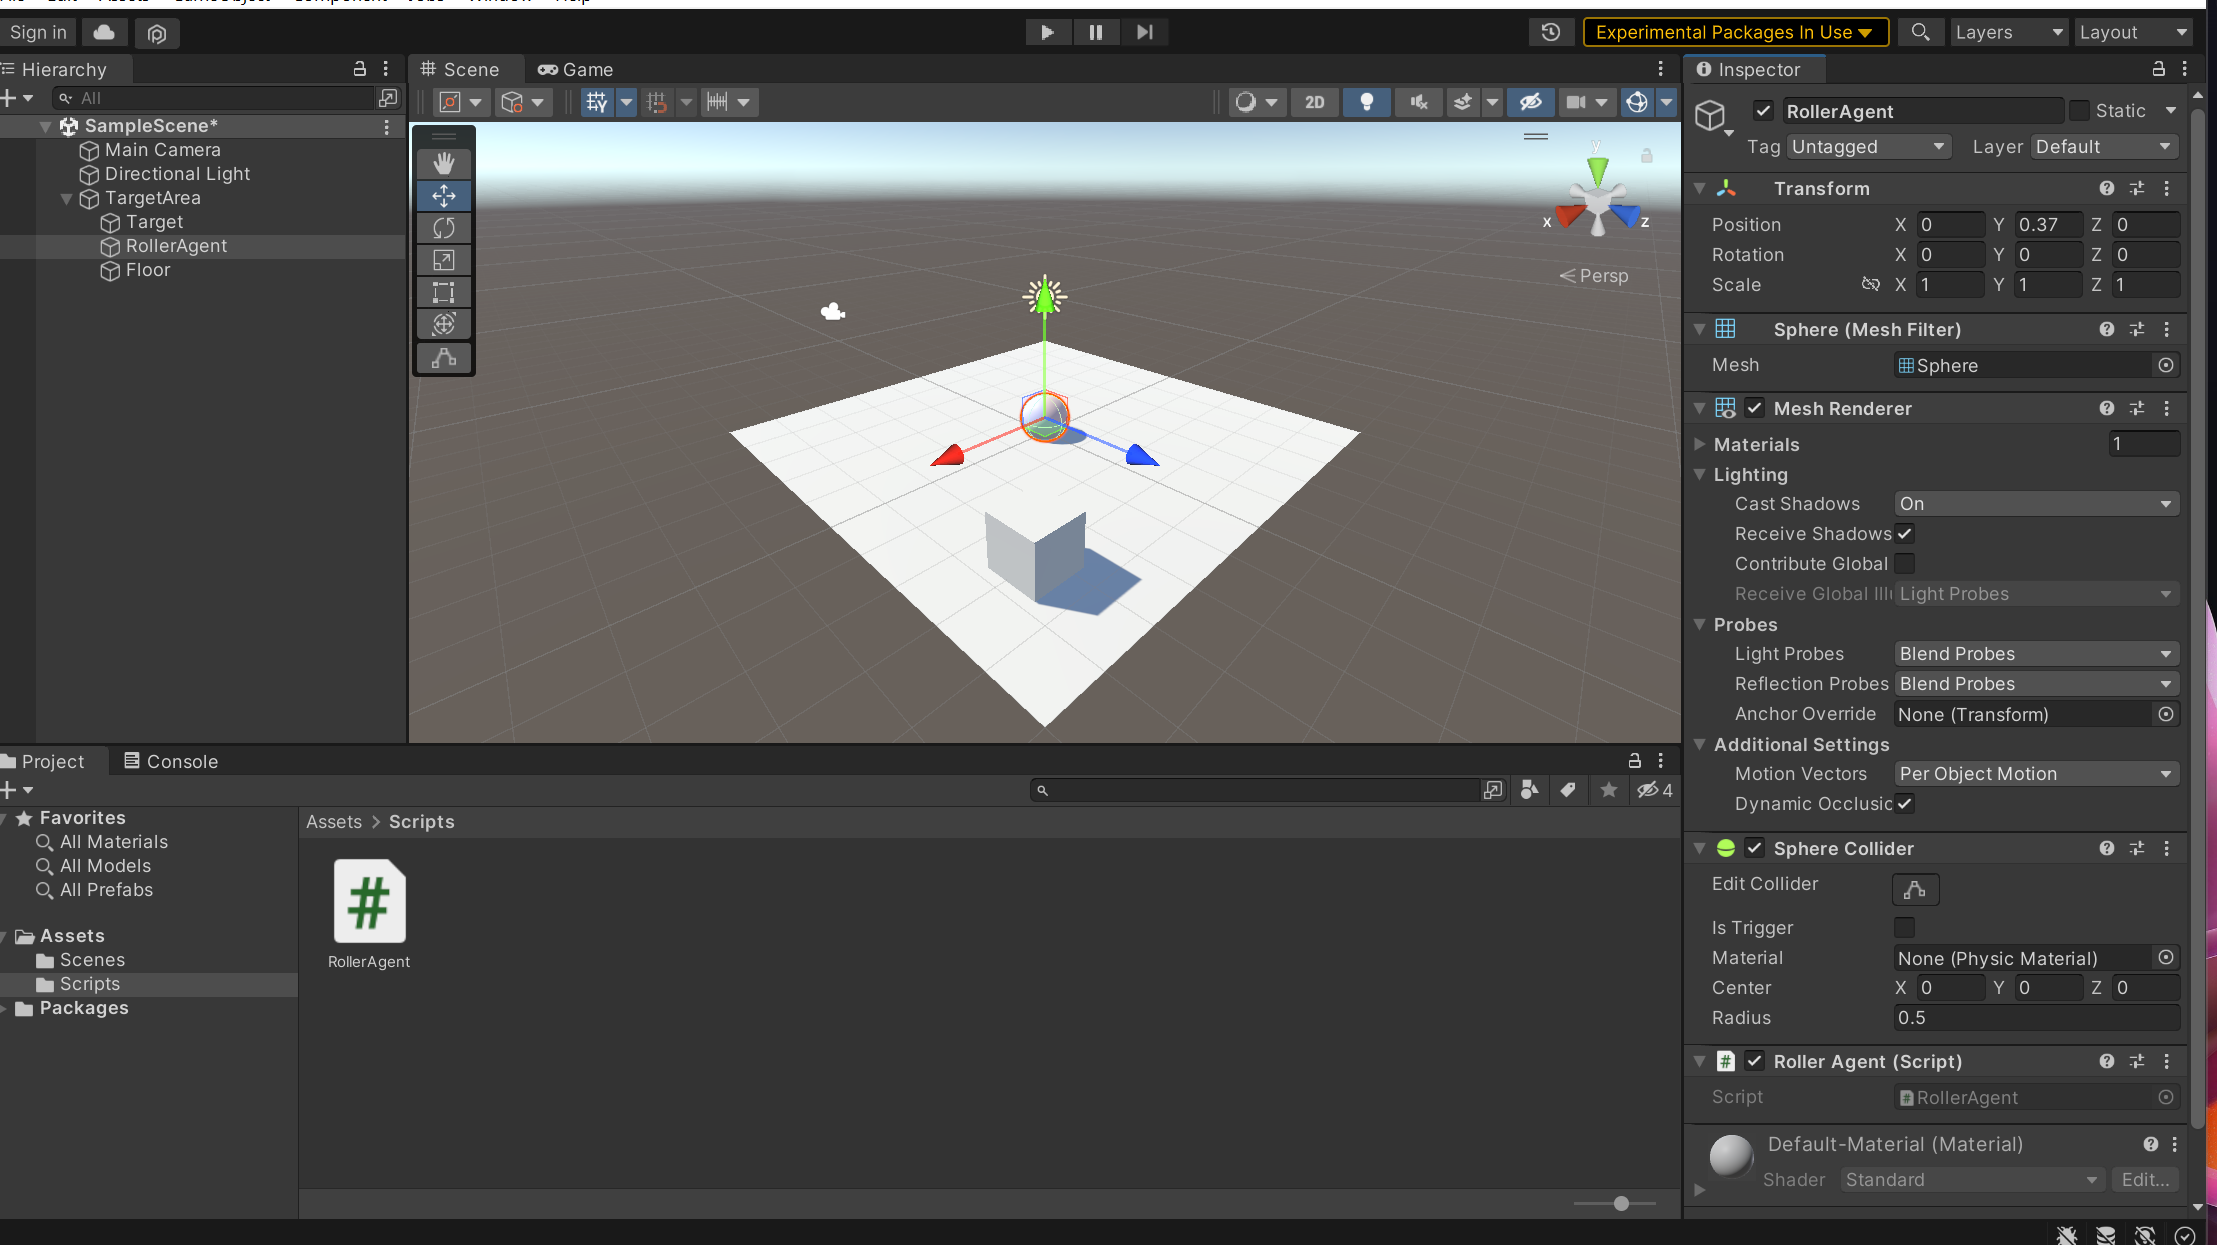 Sign in
Experimental Packages In Use
Layers
Layout
Hierarchy
Scene
Game
Inspector
All
2D
SampleScene*
Main Camera
Directional Light
TargetArea
Target
RollerAgent
Floor
y
x
z
Persp
RollerAgent
Static
Tag
Untagged
Layer
Default
Transform
Position X 0 Y 0.37 Z 0
Rotation X 0 Y 0 Z 0
Scale X 1 Y 1 Z 1
Sphere (Mesh Filter)
Mesh Sphere
Mesh Renderer
Materials 1
Lighting
Cast Shadows On
Receive Shadows
Contribute Global
Receive Global Illu Light Probes
Probes
Light Probes Blend Probes
Reflection Probes Blend Probes
Anchor Override None (Transform)
Additional Settings
Motion Vectors Per Object Motion
Dynamic Occlusic
Sphere Collider
Edit Collider
Is Trigger
Material None (Physic Material)
Center X 0 Y 0 Z 0
Radius 0.5
Roller Agent (Script)
Script RollerAgent
Default-Material (Material)
Shader Standard Edit...
Project
Console
4
Favorites
All Materials
All Models
All Prefabs
Assets
Scenes
Scripts
Packages
Assets > Scripts
#
RollerAgent